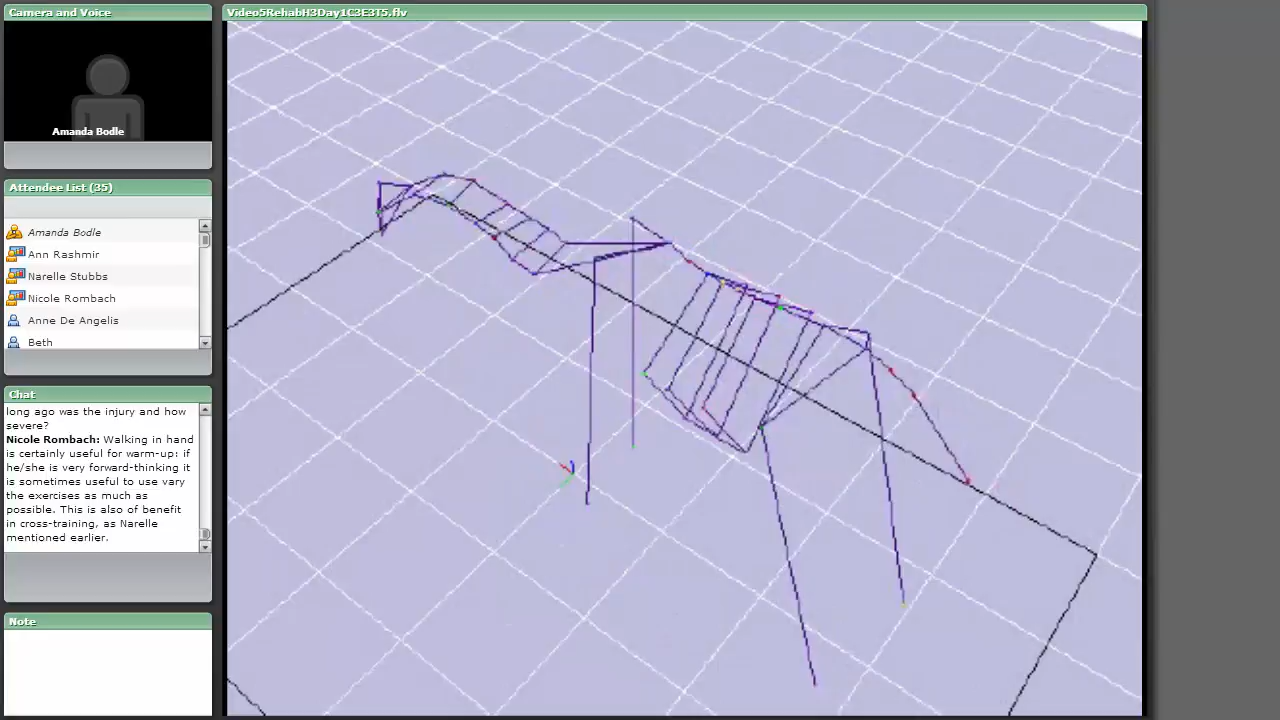 Camera and Voice
Video5RehabH3Day1C3E3T5.flv
Amanda Bodle
Attendee List (35)
Amanda Bodle
Ann Rashmir
Narelle Stubbs
Nicole Rombach
Anne De Angelis
Beth
Chat
long ago was the injury and how
severe?
Nicole Rombach: Walking in hand
is certainly useful for warm-up: if
he/she is very forward-thinking it
is sometimes useful to use vary
the exercises as much as
possible. This is also of benefit
in cross-training, as Narelle
mentioned earlier.
Note